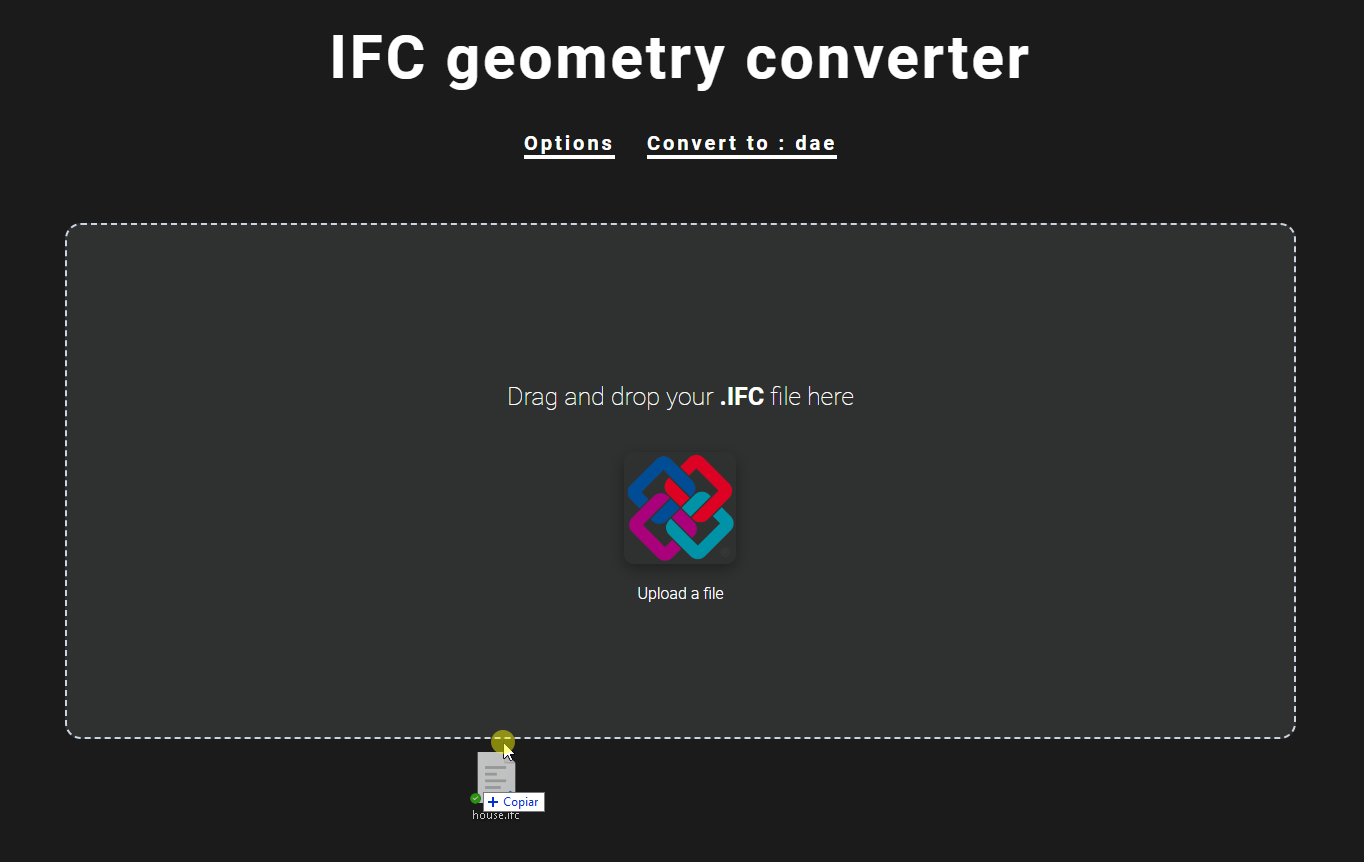 IFC geometry converter
Options Convert to : dae
Drag and drop your .IFC file here
Upload a file
Copiar
house.ifc